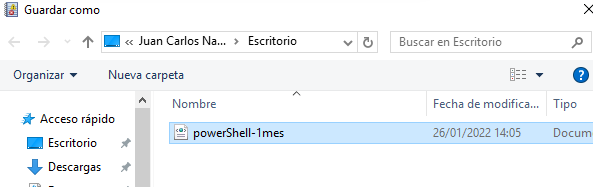 Guardar como
« Juan Carlos Na... > Escritorio
Buscar en Escritorio
Organizar
Nueva carpeta
Nombre
Fecha de modifica...
Tipo
Acceso rápido
powerShell-1mes
26/01/2022 14:05
Docume
Escritorio
Descargas